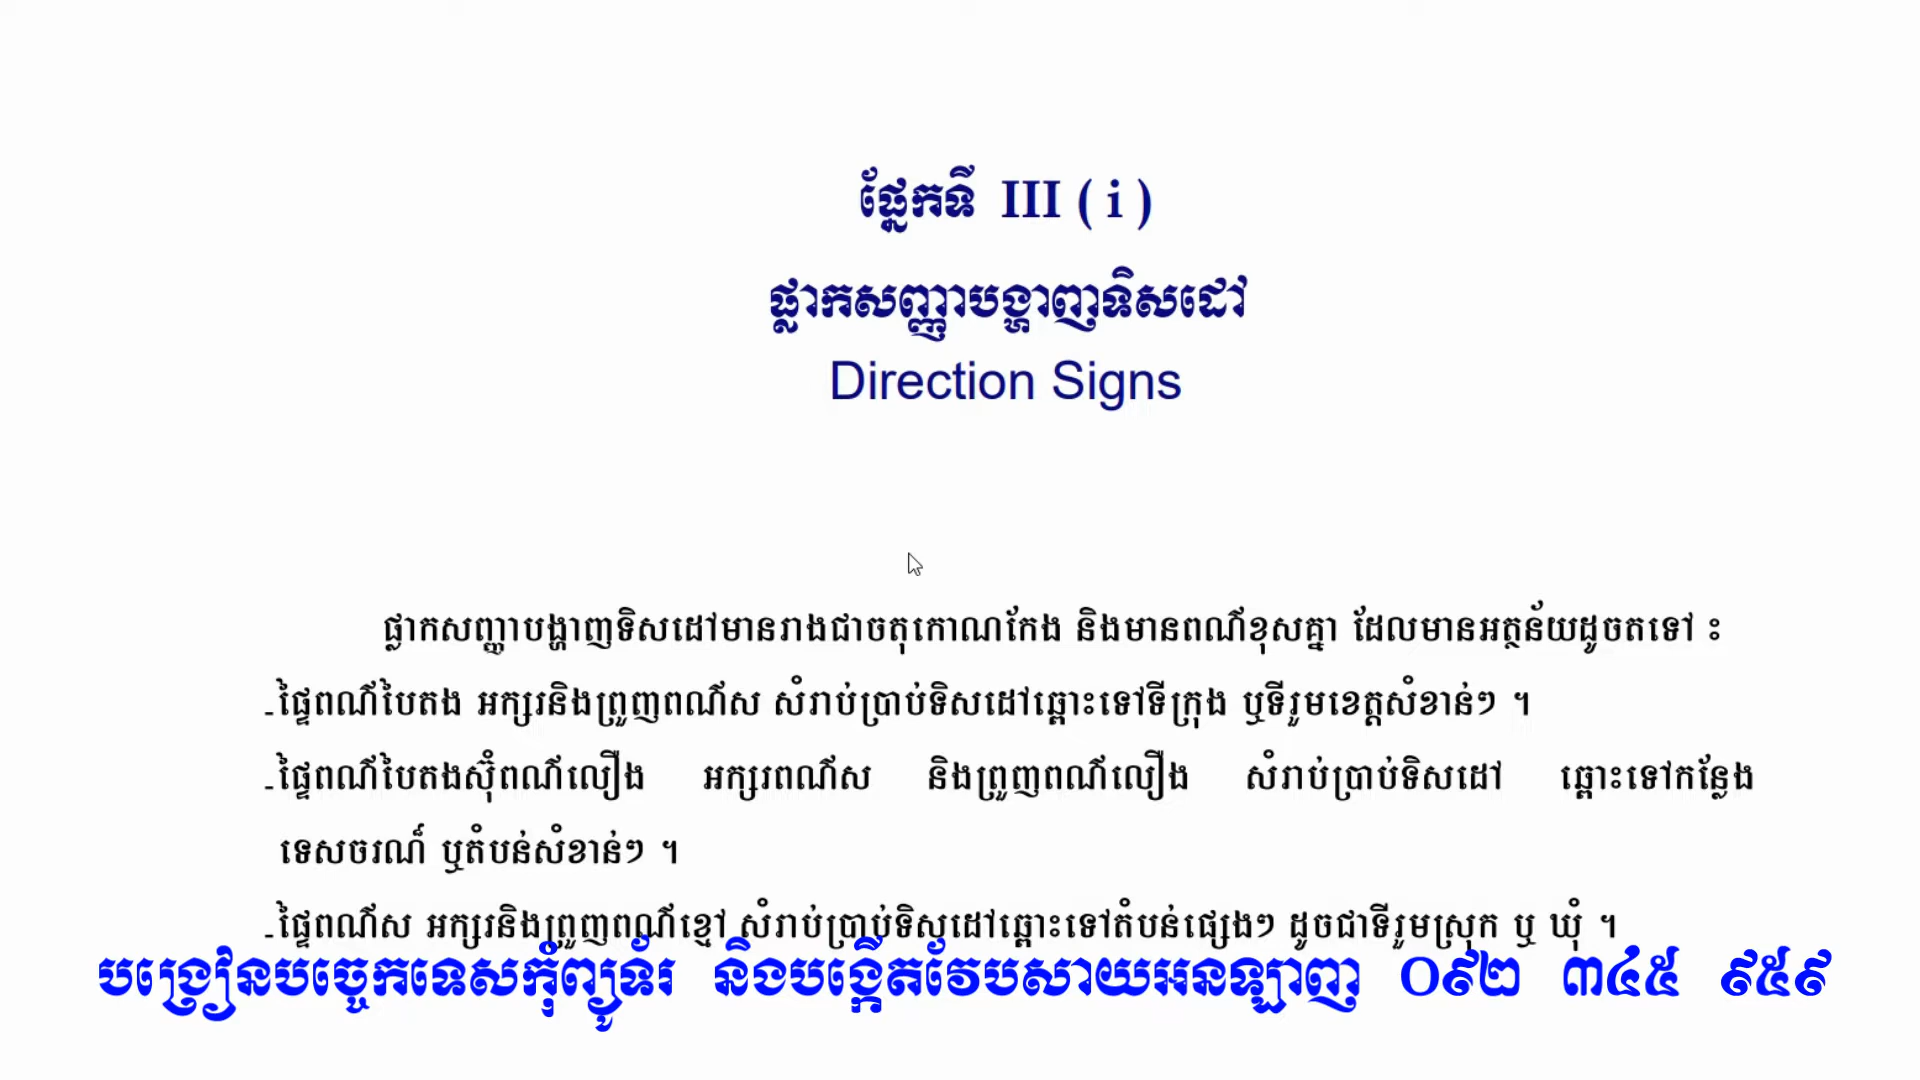 ផ្នែកទី III ( i )
ផ្លាកសញ្ញាបង្ហាញទិសដៅ
Direction Signs
ផ្លាកសញ្ញាបង្ហាញទិសដៅមានរាងជាចតុកោណកែង និងមានពណ៌ខុសគ្នា ដែលមានអត្ថន័យដូចតទៅ ៖
-ផ្ទៃពណ៌បៃតង អក្សរនិងព្រួញពណ៌ស សំរាប់ប្រាប់ទិសដៅឆ្ពោះទៅទីក្រុង ឬទីរួមខេត្តសំខាន់ៗ ។
-ផ្ទៃពណ៌បៃតងស៊ុំពណ៌លឿង អក្សរពណ៌ស និងព្រួញពណ៌លឿង សំរាប់ប្រាប់ទិសដៅ ឆ្ពោះទៅកន្លែង
ទេសចរណ៍ ឬតំបន់សំខាន់ៗ ។
-ផ្ទៃពណ៌ស អក្សរនិងព្រួញពណ៌ខ្មៅ សំរាប់ប្រាប់ទិសដៅឆ្ពោះទៅតំបន់ផ្សេងៗ ដូចជាទីរួមស្រុក ឬ ឃុំ ។
បង្រៀនបច្ចេកទេសកុំព្យូទ័រ និងបង្កើតវែបសាយអនឡាញ ០៩២ ៣៤៥ ៩៥៩